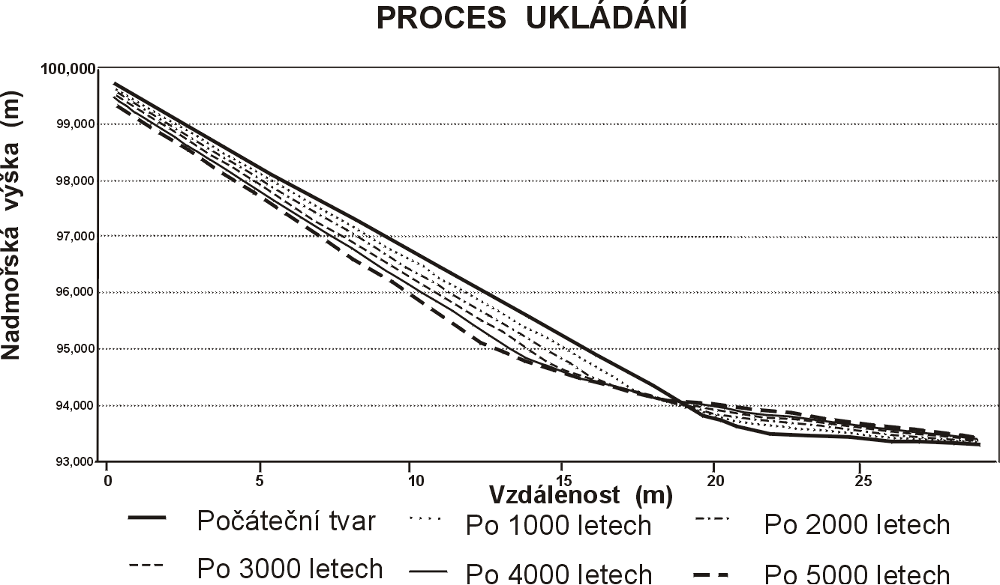 PROCES UKLÁDÁNÍ
Nadmořská výška (m)
100,000
99,000
98,000
97,000
96,000
95,000
94,000
93,000
0 5 10 15 20 25
Vzdálenost (m)
Počáteční tvar Po 1000 letech Po 2000 letech
Po 3000 letech Po 4000 letech Po 5000 letech